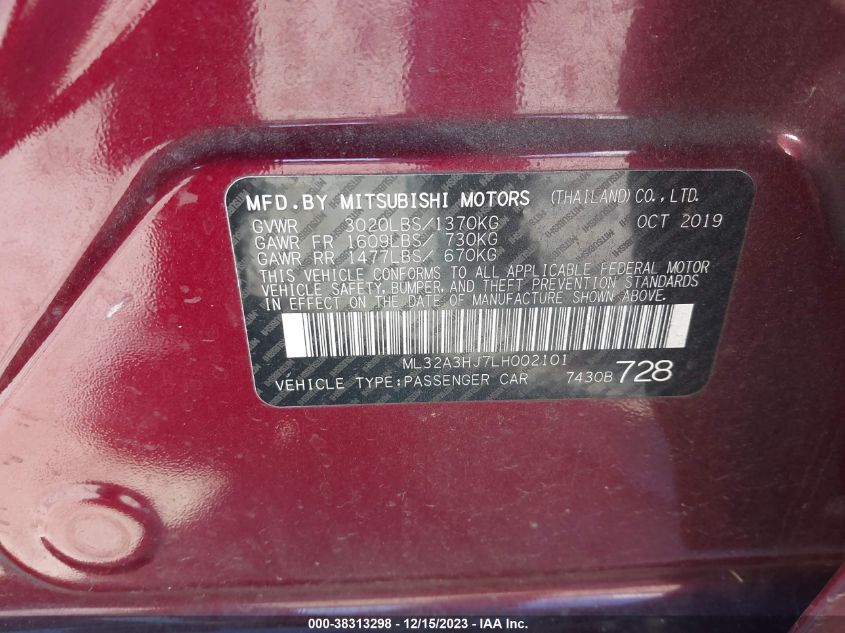 MFD.BY MITSUBISHI MOTORS (THAILAND)CO.,LTD.
GVWR 3020LBS/1370KG OCT 2019
GAWR FR 1609LBS/ 730KG
GAWR RR 1477LBS/ 670KG
THIS VEHICLE CONFORMS TO ALL APPLICABLE FEDERAL MOTOR
VEHICLE SAFETY, BUMPER, AND THEFT PREVENTION STANDARDS
IN EFFECT ON THE DATE OF MANUFACTURE SHOWN ABOVE.
ML32A3HJ7LH002101
VEHICLE TYPE:PASSENGER CAR 7430B 728
000-38313298 - 12/15/2023 - IAA Inc.